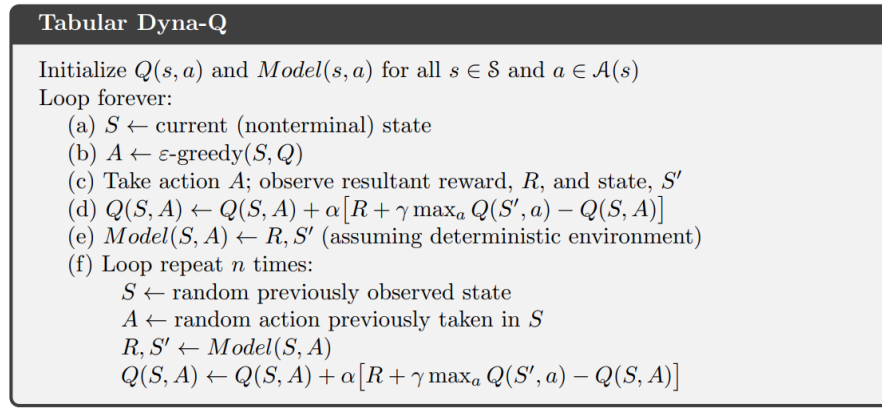 Tabular Dyna-Q
Initialize Q(s, a) and Model(s, a) for all s ∈ 𝒮 and a ∈ 𝒜(s)
Loop forever:
(a) S ← current (nonterminal) state
(b) A ← ε-greedy(S, Q)
(c) Take action A; observe resultant reward, R, and state, S′
(d) Q(S, A) ← Q(S, A) + α[R + γ maxₐ Q(S′, a) − Q(S, A)]
(e) Model(S, A) ← R, S′ (assuming deterministic environment)
(f) Loop repeat n times:
S ← random previously observed state
A ← random action previously taken in S
R, S′ ← Model(S, A)
Q(S, A) ← Q(S, A) + α[R + γ maxₐ Q(S′, a) − Q(S, A)]